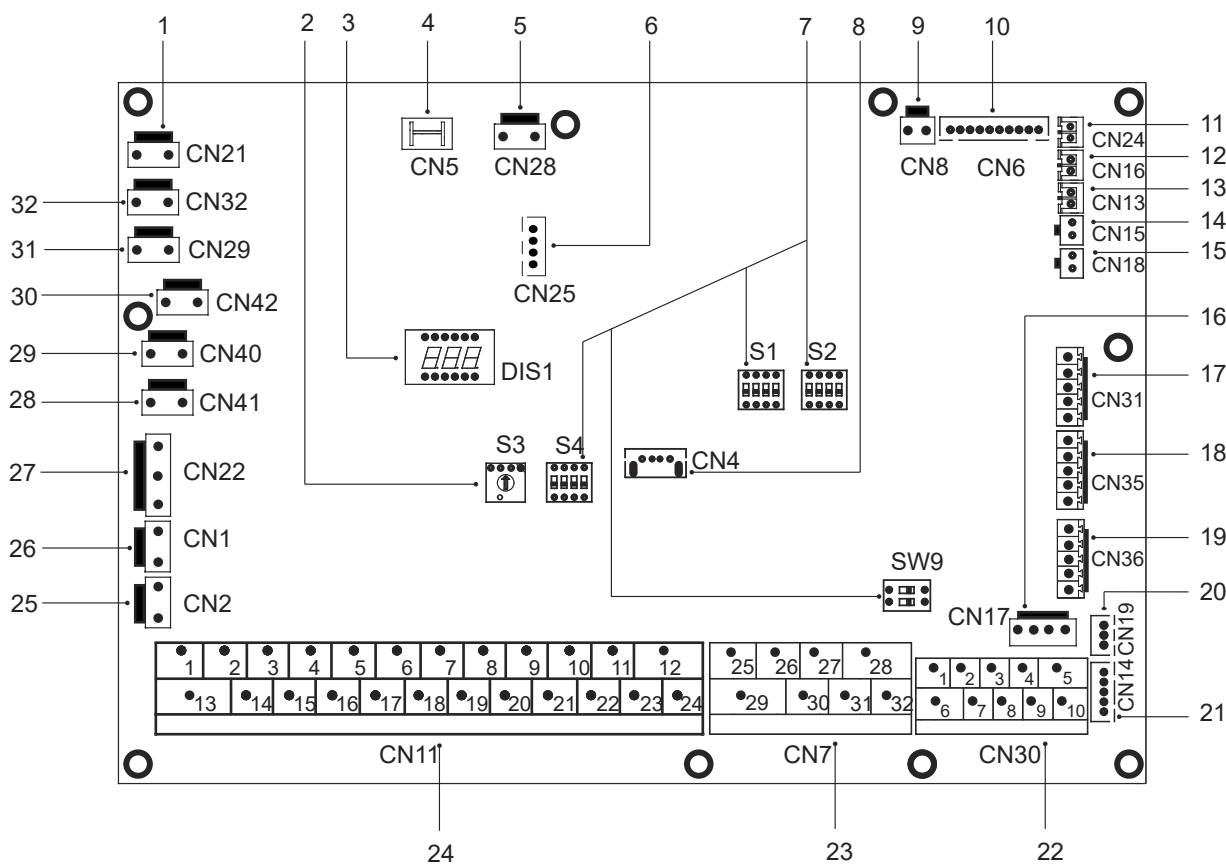 1 2 3 4 5 6 7 8 9 10
CN21
CN5
CN28
CN8
CN6
CN24
11
CN16
12
CN13
13
CN15
14
CN18
15
32
CN32
31
CN29
30
CN42
CN25
16
29
CN40
DIS1
S1 S2
28
CN41
CN31
17
27
CN22
S3 S4
CN4
CN35
18
26
CN1
CN36
19
25
CN2
SW9
CN17
CN19
20
1 2 3 4 5 6 7 8 9 10 11 12
13 14 15 16 17 18 19 20 21 22 23 24
25 26 27 28
29 30 31 32
1 2 3 4 5
6 7 8 9 10
CN14
21
CN11
CN7
CN30
24
23
22